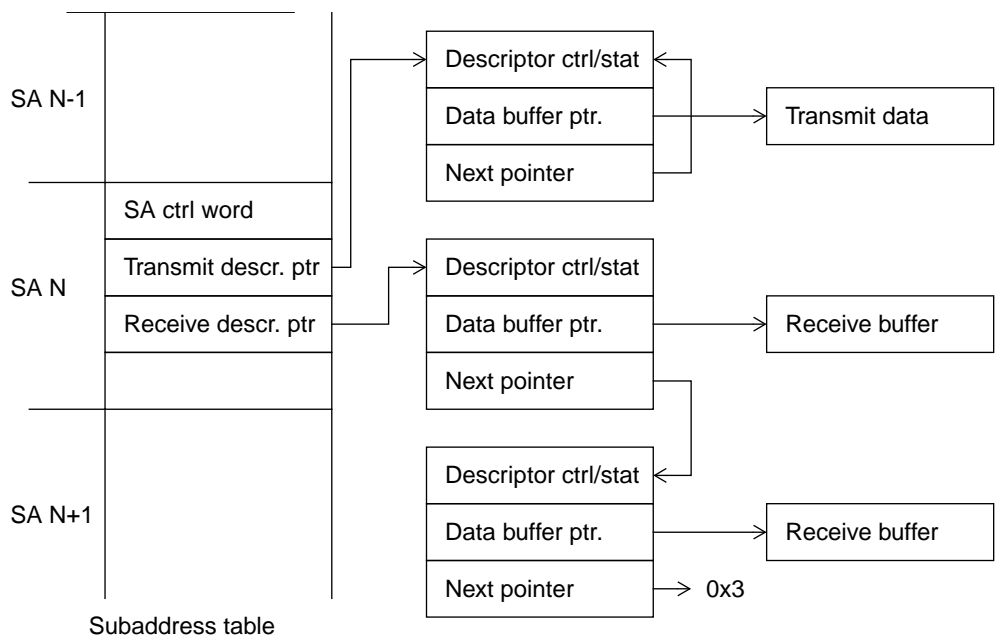 SA N-1
SA N
SA N+1
SA ctrl word
Transmit descr. ptr
Receive descr. ptr
Subaddress table
Descriptor ctrl/stat
Data buffer ptr.
Next pointer
Transmit data
Descriptor ctrl/stat
Data buffer ptr.
Next pointer
Receive buffer
Descriptor ctrl/stat
Data buffer ptr.
Next pointer
Receive buffer
0x3